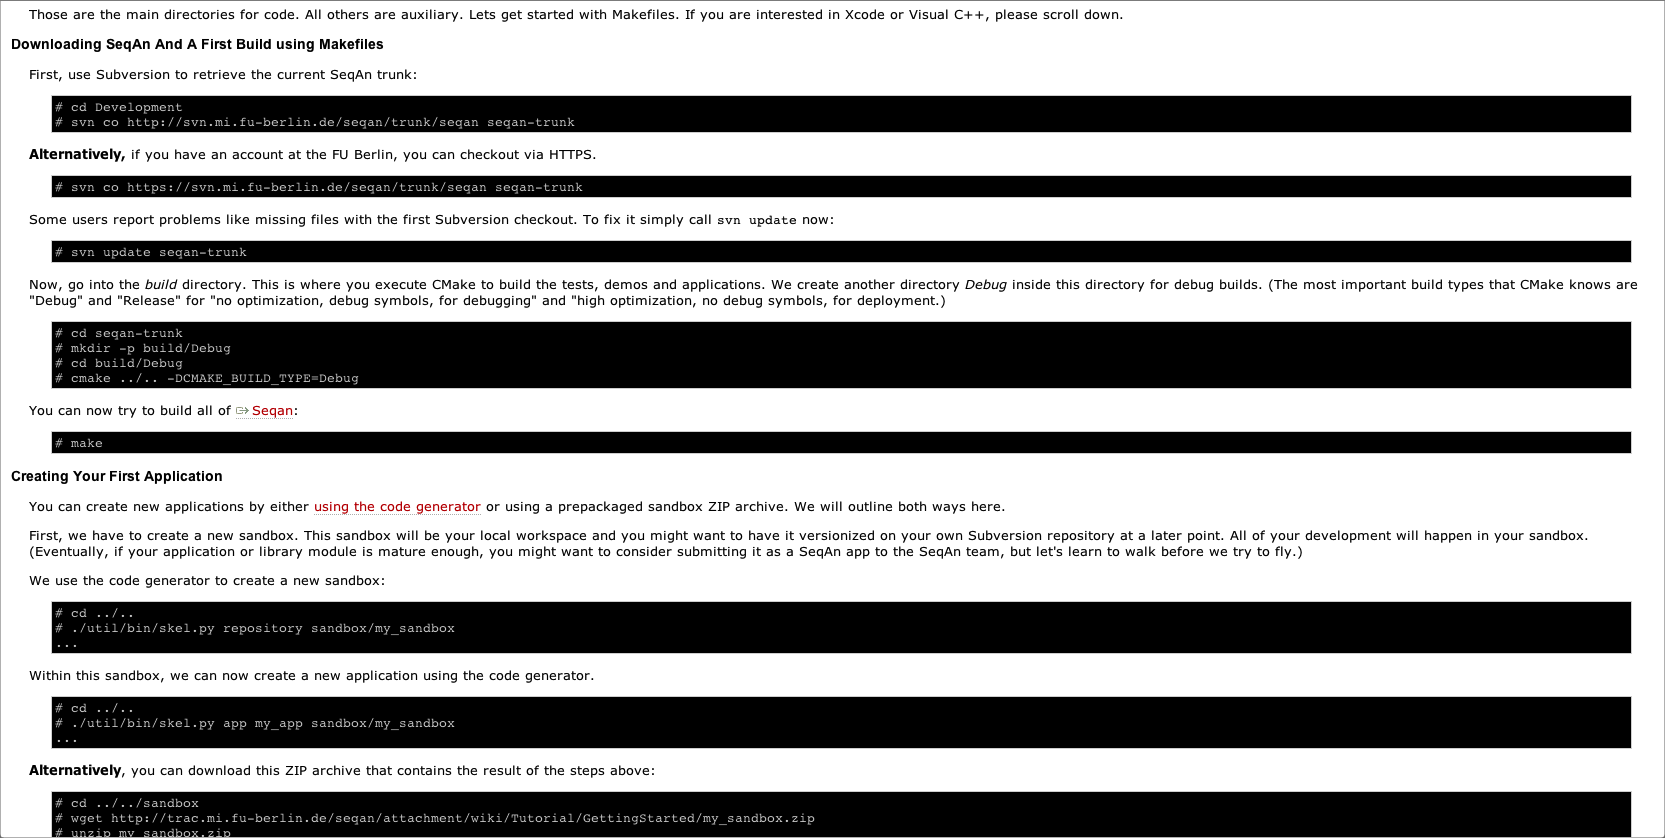 Those are the main directories for code. All others are auxiliary. Lets get started with Makefiles. If you are interested in Xcode or Visual C++, please scroll down.
Downloading SeqAn And A First Build using Makefiles
First, use Subversion to retrieve the current SeqAn trunk:
# cd Development
# svn co http://svn.mi.fu-berlin.de/seqan/trunk/seqan seqan-trunk
Alternatively, if you have an account at the FU Berlin, you can checkout via HTTPS.
# svn co https://svn.mi.fu-berlin.de/seqan/trunk/seqan seqan-trunk
Some users report problems like missing files with the first Subversion checkout. To fix it simply call svn update now:
# svn update seqan-trunk
Now, go into the build directory. This is where you execute CMake to build the tests, demos and applications. We create another directory Debug inside this directory for debug builds. (The most important build types that CMake knows are
"Debug" and "Release" for "no optimization, debug symbols, for debugging" and "high optimization, no debug symbols, for deployment.)
# cd seqan-trunk
# mkdir -p build/Debug
# cd build/Debug
# cmake ../.. -DCMAKE_BUILD_TYPE=Debug
You can now try to build all of Seqan:
# make
Creating Your First Application
You can create new applications by either using the code generator or using a prepackaged sandbox ZIP archive. We will outline both ways here.
First, we have to create a new sandbox. This sandbox will be your local workspace and you might want to have it versionized on your own Subversion repository at a later point. All of your development will happen in your sandbox.
(Eventually, if your application or library module is mature enough, you might want to consider submitting it as a SeqAn app to the SeqAn team, but let's learn to walk before we try to fly.)
We use the code generator to create a new sandbox:
# cd ../..
# ./util/bin/skel.py repository sandbox/my_sandbox
...
Within this sandbox, we can now create a new application using the code generator.
# cd ../..
# ./util/bin/skel.py app my_app sandbox/my_sandbox
...
Alternatively, you can download this ZIP archive that contains the result of the steps above:
# cd ../../sandbox
# wget http://trac.mi.fu-berlin.de/seqan/attachment/wiki/Tutorial/GettingStarted/my_sandbox.zip
# unzip my_sandbox.zip